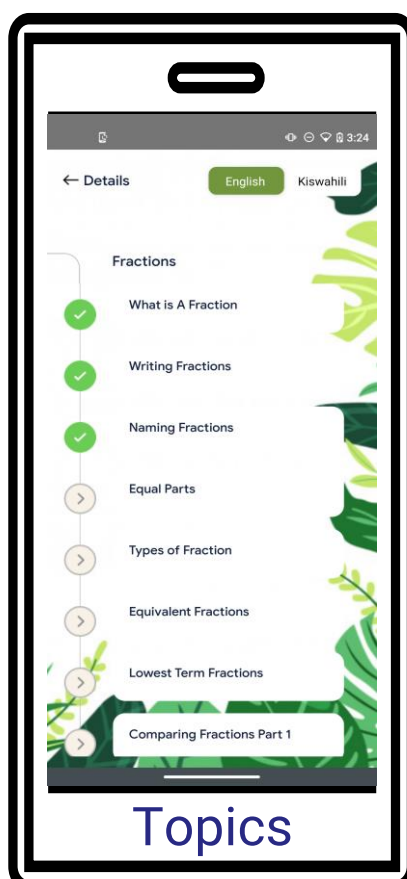 3:24
← Details
English
Kiswahili
Fractions
What is A Fraction
Writing Fractions
Naming Fractions
Equal Parts
Types of Fraction
Equivalent Fractions
Lowest Term Fractions
Comparing Fractions Part 1
Topics